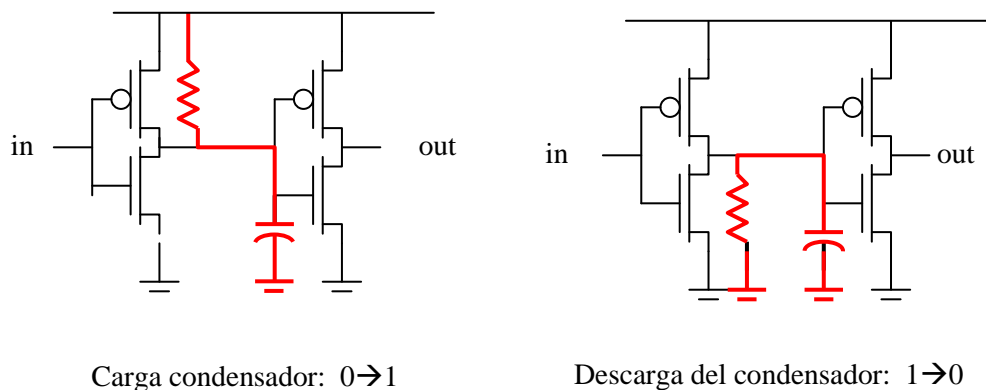 in
out
in
out
Carga condensador: 0→1
Descarga del condensador: 1→0